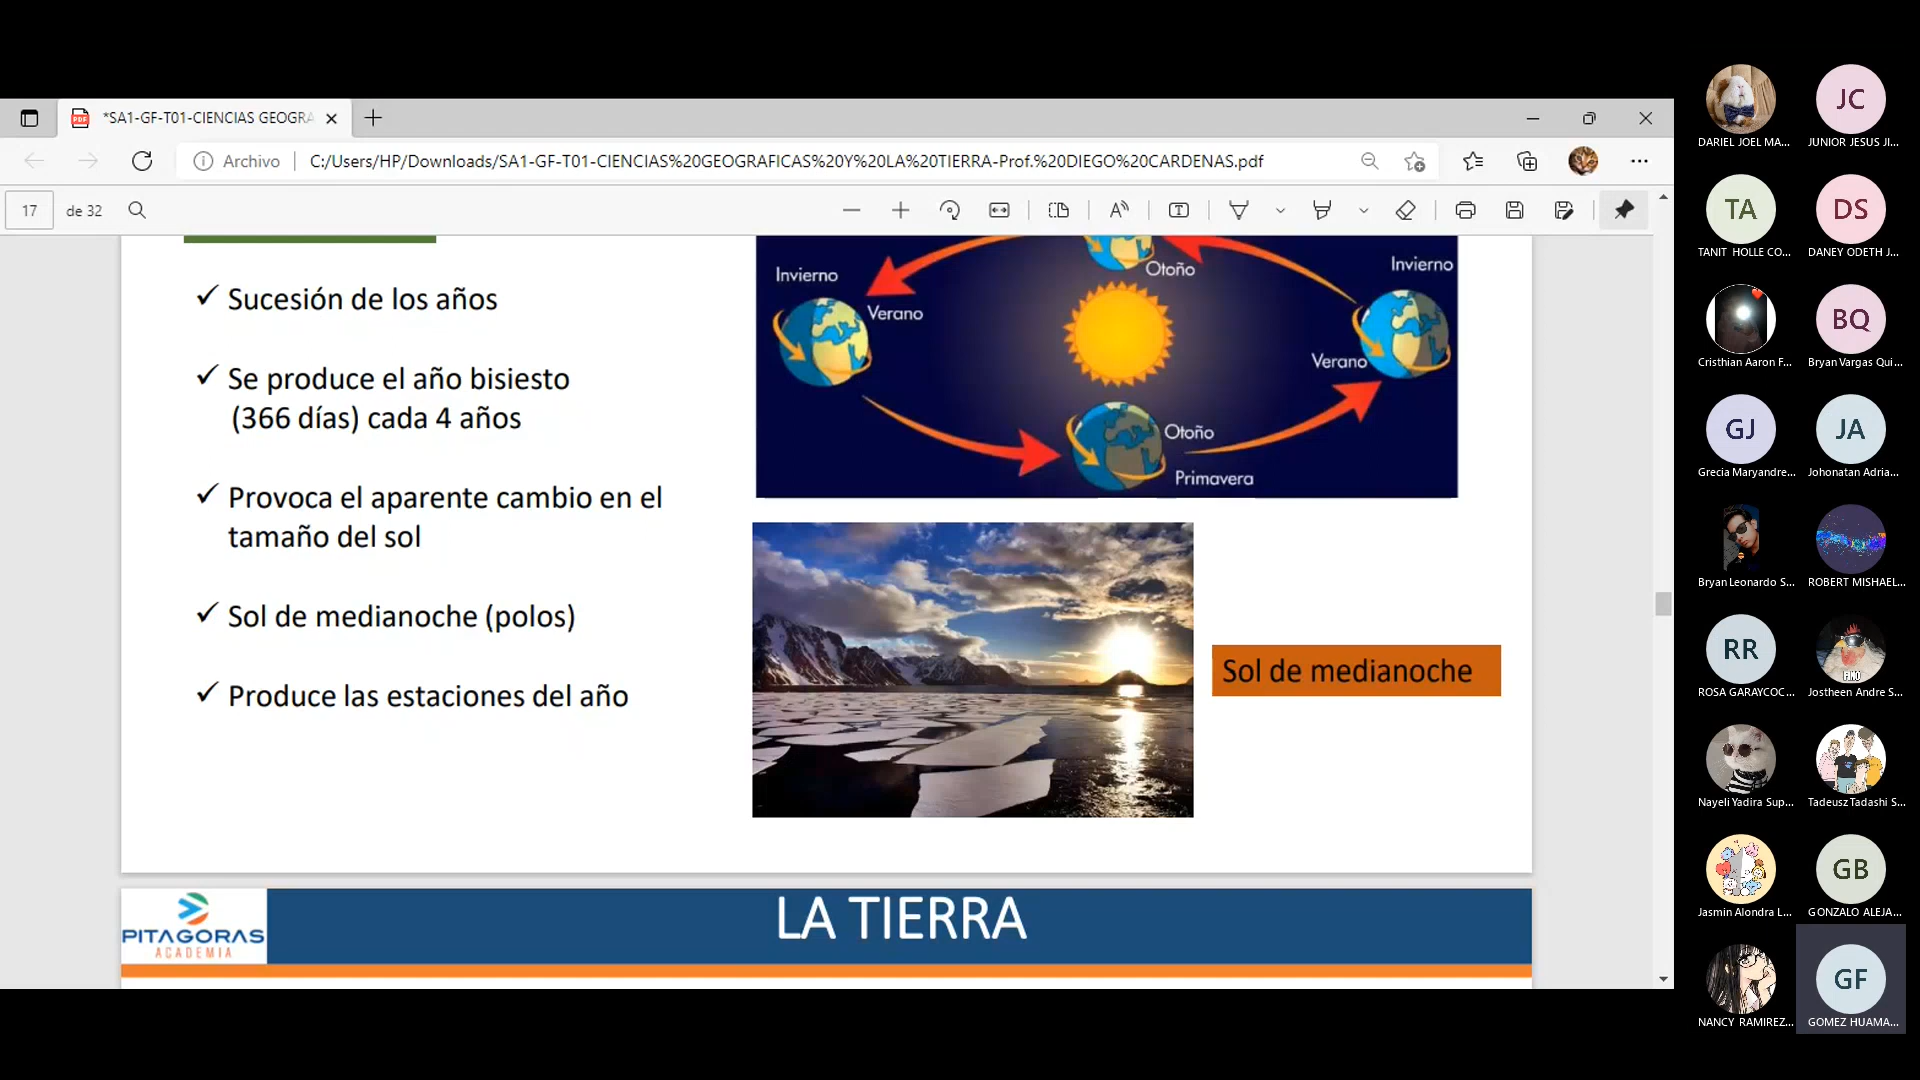 *SA1-GF-T01-CIENCIAS GEOGRA
Archivo
C:/Users/HP/Downloads/SA1-GF-T01-CIENCIAS%20GEOGRAFICAS%20Y%20LA%20TIERRA-Prof.%20DIEGO%20CARDENAS.pdf
17 de 32
✓ Sucesión de los años
✓ Se produce el año bisiesto
(366 días) cada 4 años
✓ Provoca el aparente cambio en el
tamaño del sol
✓ Sol de medianoche (polos)
✓ Produce las estaciones del año
Invierno
Verano
Otoño
Invierno
Verano
Otoño
Primavera
Sol de medianoche
PITAGORAS
ACADEMIA
LA TIERRA
DARIEL JOEL MA...
JC
JUNIOR JESUS JI...
TA
TANIT HOLLE CO...
DS
DANEY ODETH J...
Cristhian Aaron F...
BQ
Bryan Vargas Qui...
GJ
Grecia Maryandre...
JA
Johonatan Adria...
Bryan Leonardo S...
ROBERT MISHAEL...
RR
ROSA GARAYCOC...
FINO
Jostheen Andre S...
Nayeli Yadira Sup...
Tadeusz Tadashi S...
Jasmin Alondra L...
GB
GONZALO ALEJA...
NANCY RAMIREZ...
GF
GOMEZ HUAMA...